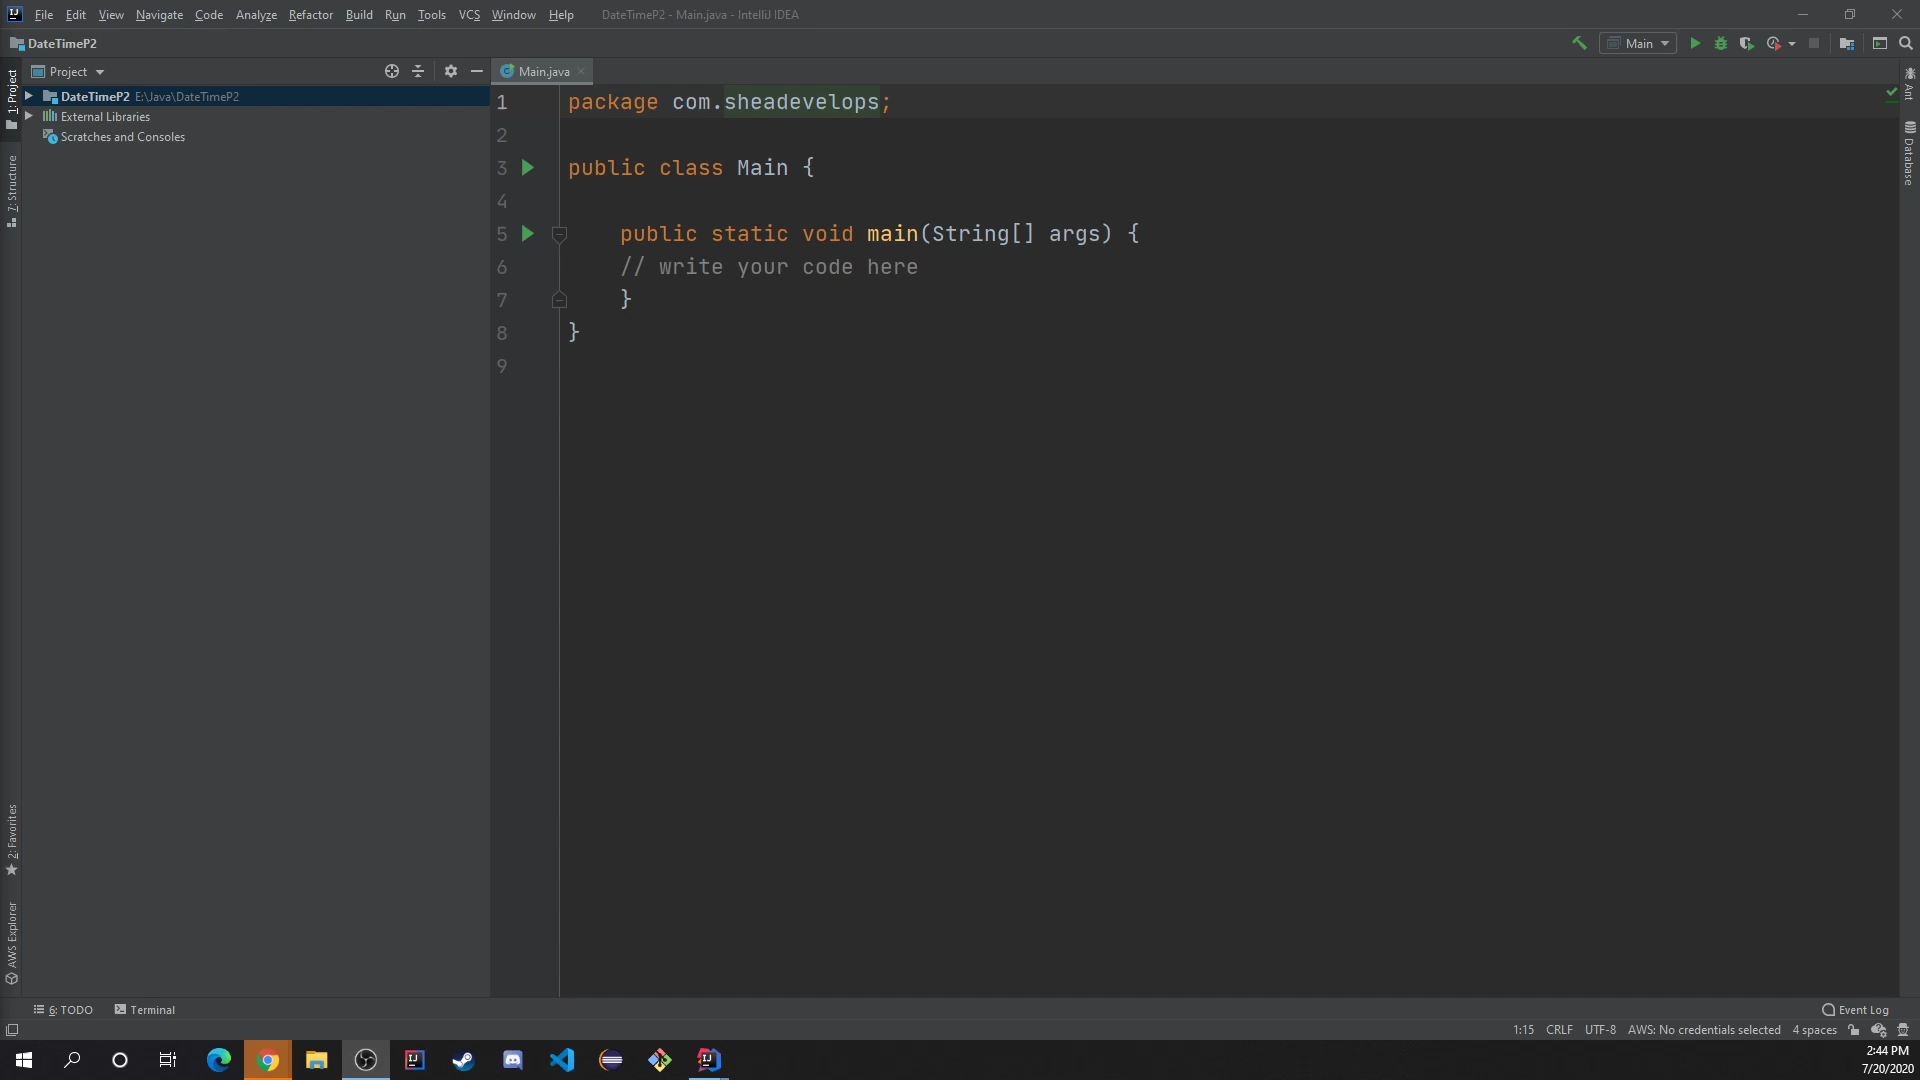 File Edit View Navigate Code Analyze Refactor Build Run Tools VCS Window Help DateTimeP2 - Main.java - IntelliJ IDEA
DateTimeP2
Main
1: Project
Project
Main.java
DateTimeP2 E:\Java\DateTimeP2
External Libraries
Scratches and Consoles
7: Structure
1 package com.sheadevelops;
2
3 public class Main {
4
5 public static void main(String[] args) {
6 // write your code here
7 }
8 }
9
Ant
Database
2: Favorites
AWS Explorer
6: TODO Terminal
Event Log
1:15 CRLF UTF-8 AWS: No credentials selected 4 spaces
2:44 PM
7/20/2020